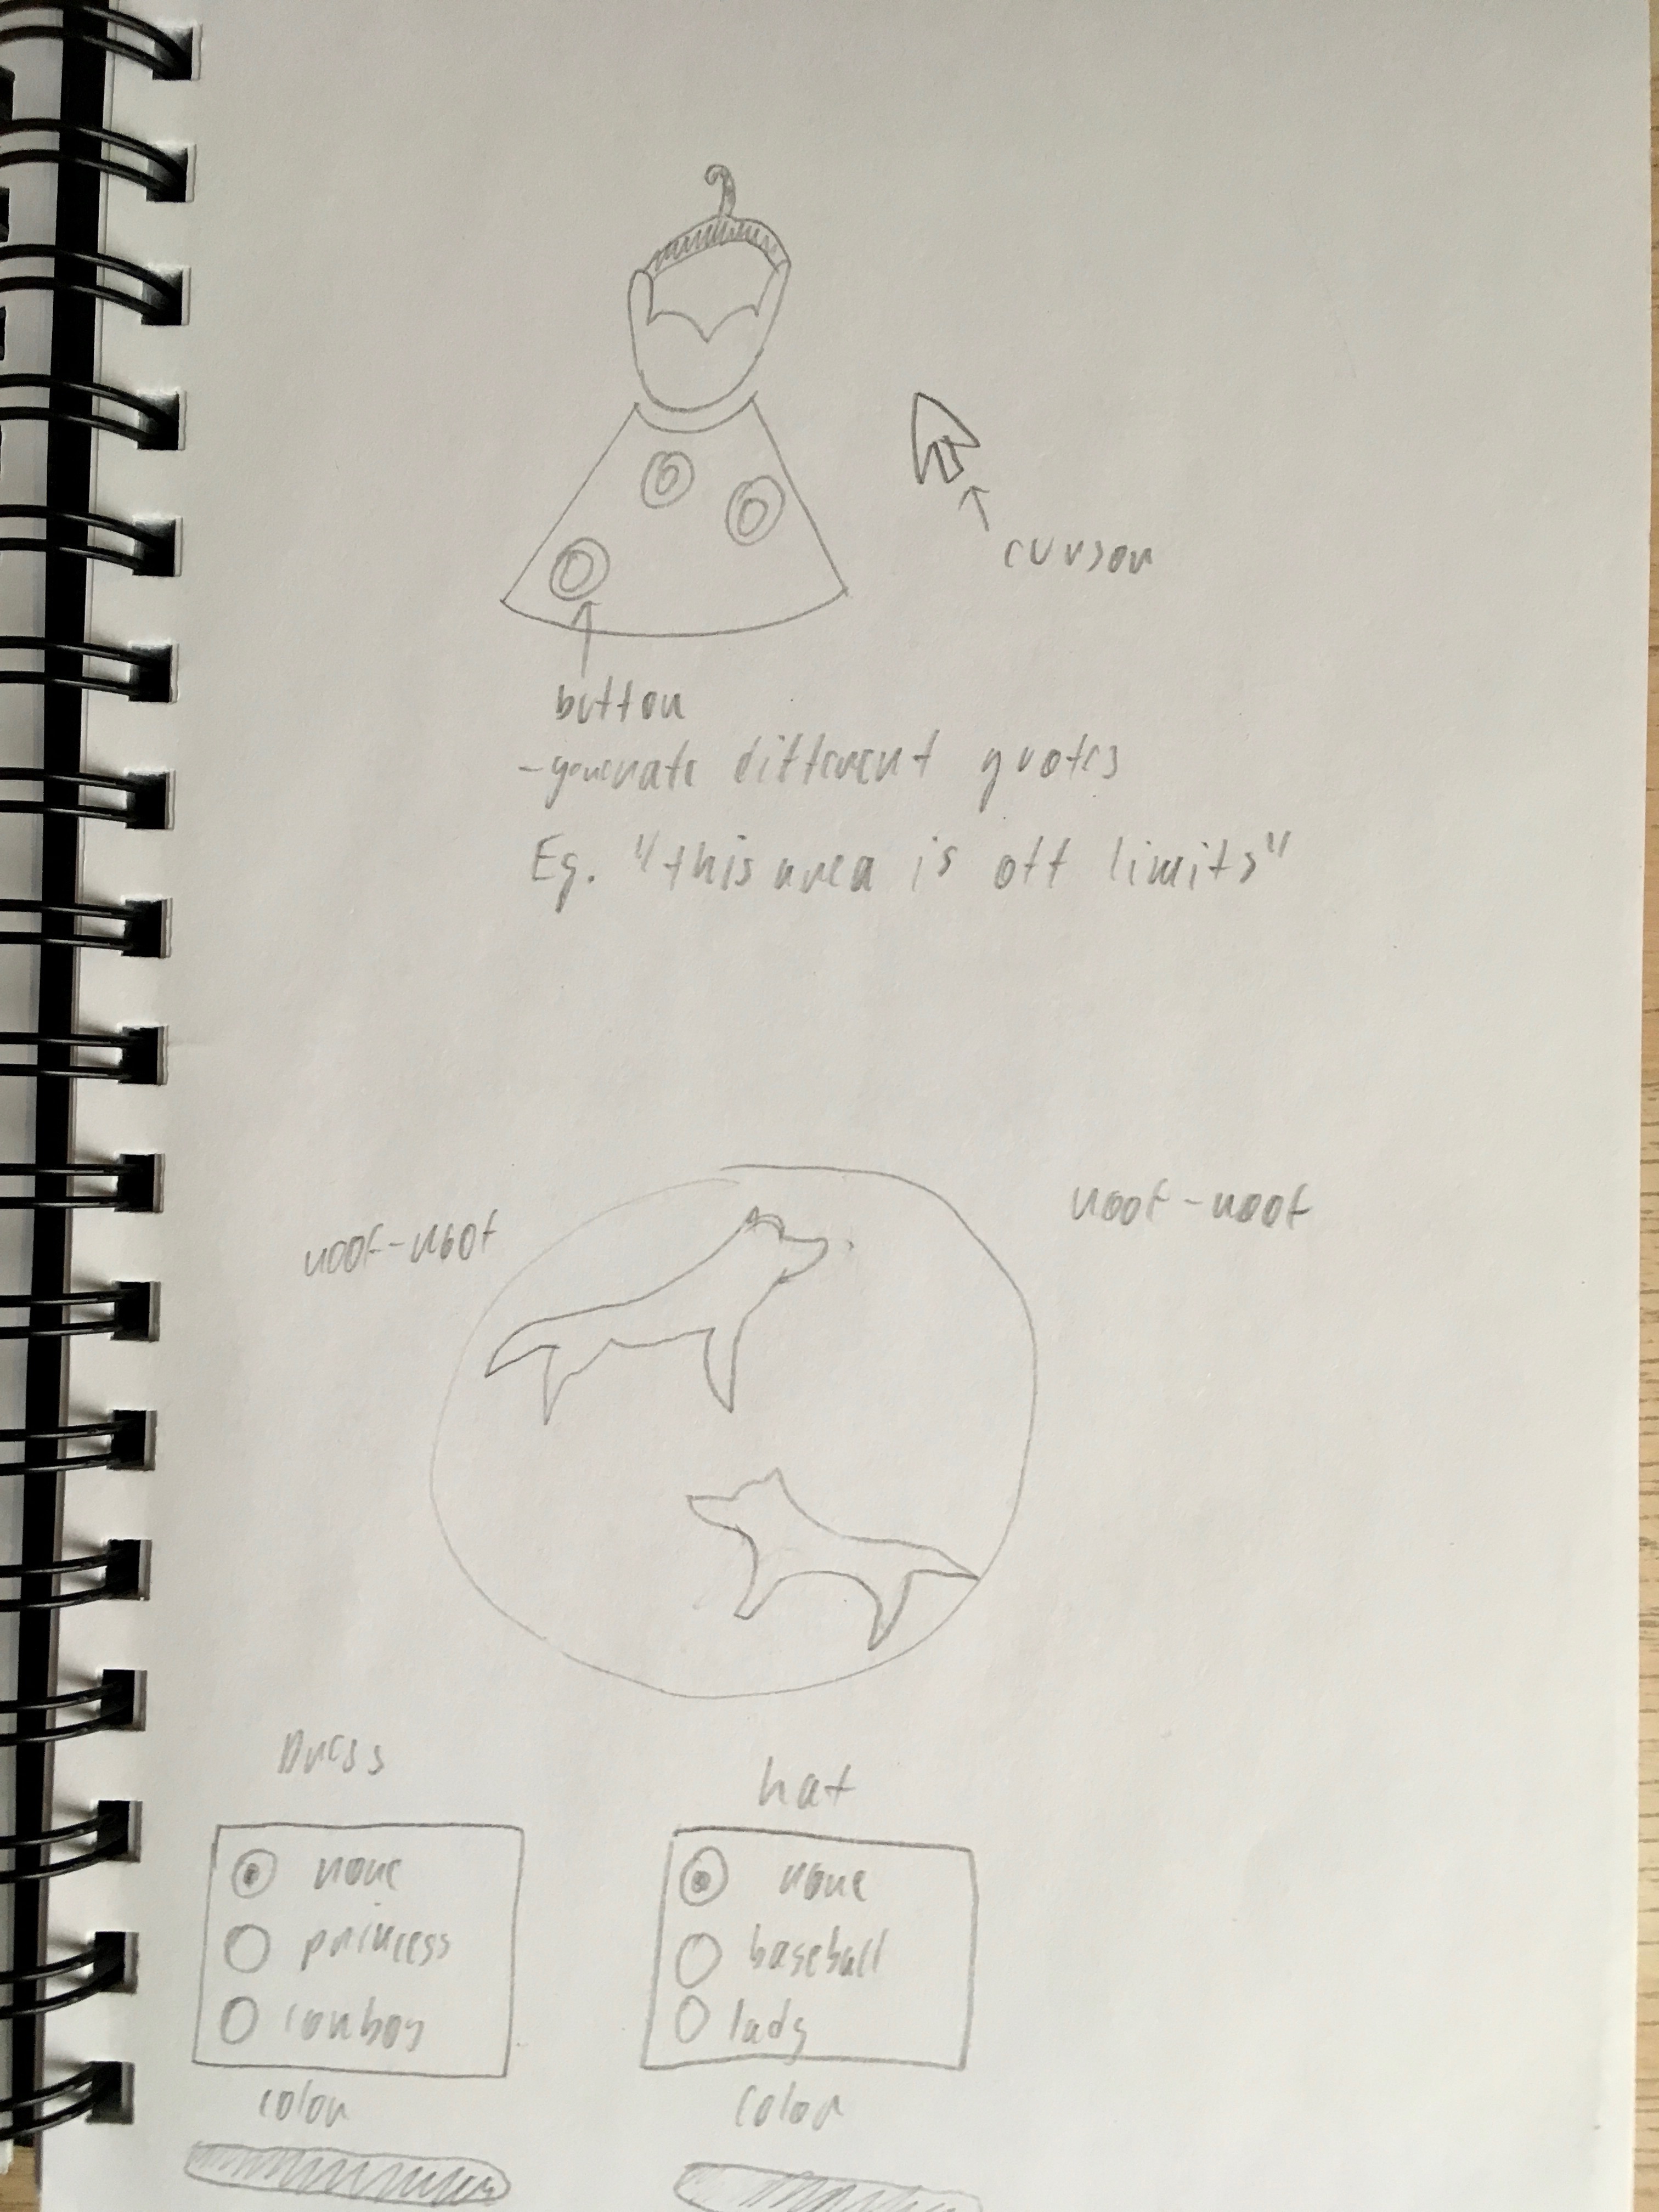 cursor
button
-generate different quotes
Eg. "this area is off limits"
woof-woof
woof-woof
Dress
hat
none
princess
cowboy
none
baseball
lady
color
color